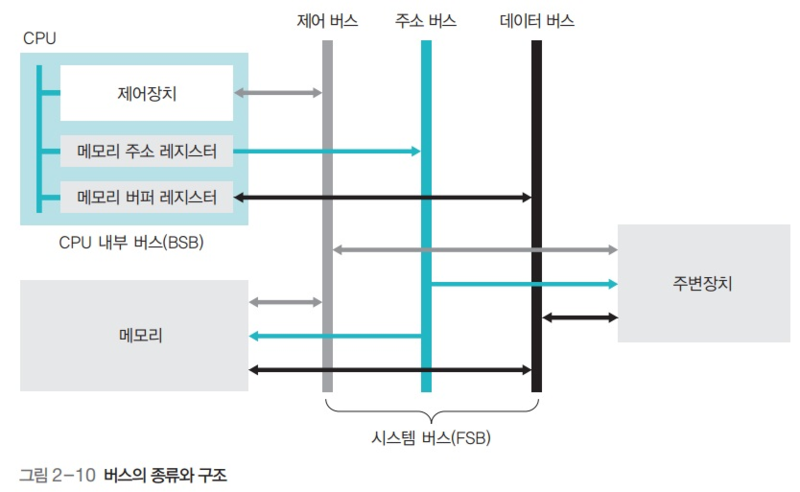 제어 버스
주소 버스
데이터 버스
CPU
제어장치
메모리 주소 레지스터
메모리 버퍼 레지스터
CPU 내부 버스(BSB)
주변장치
메모리
시스템 버스(FSB)
그림 2-10 버스의 종류와 구조